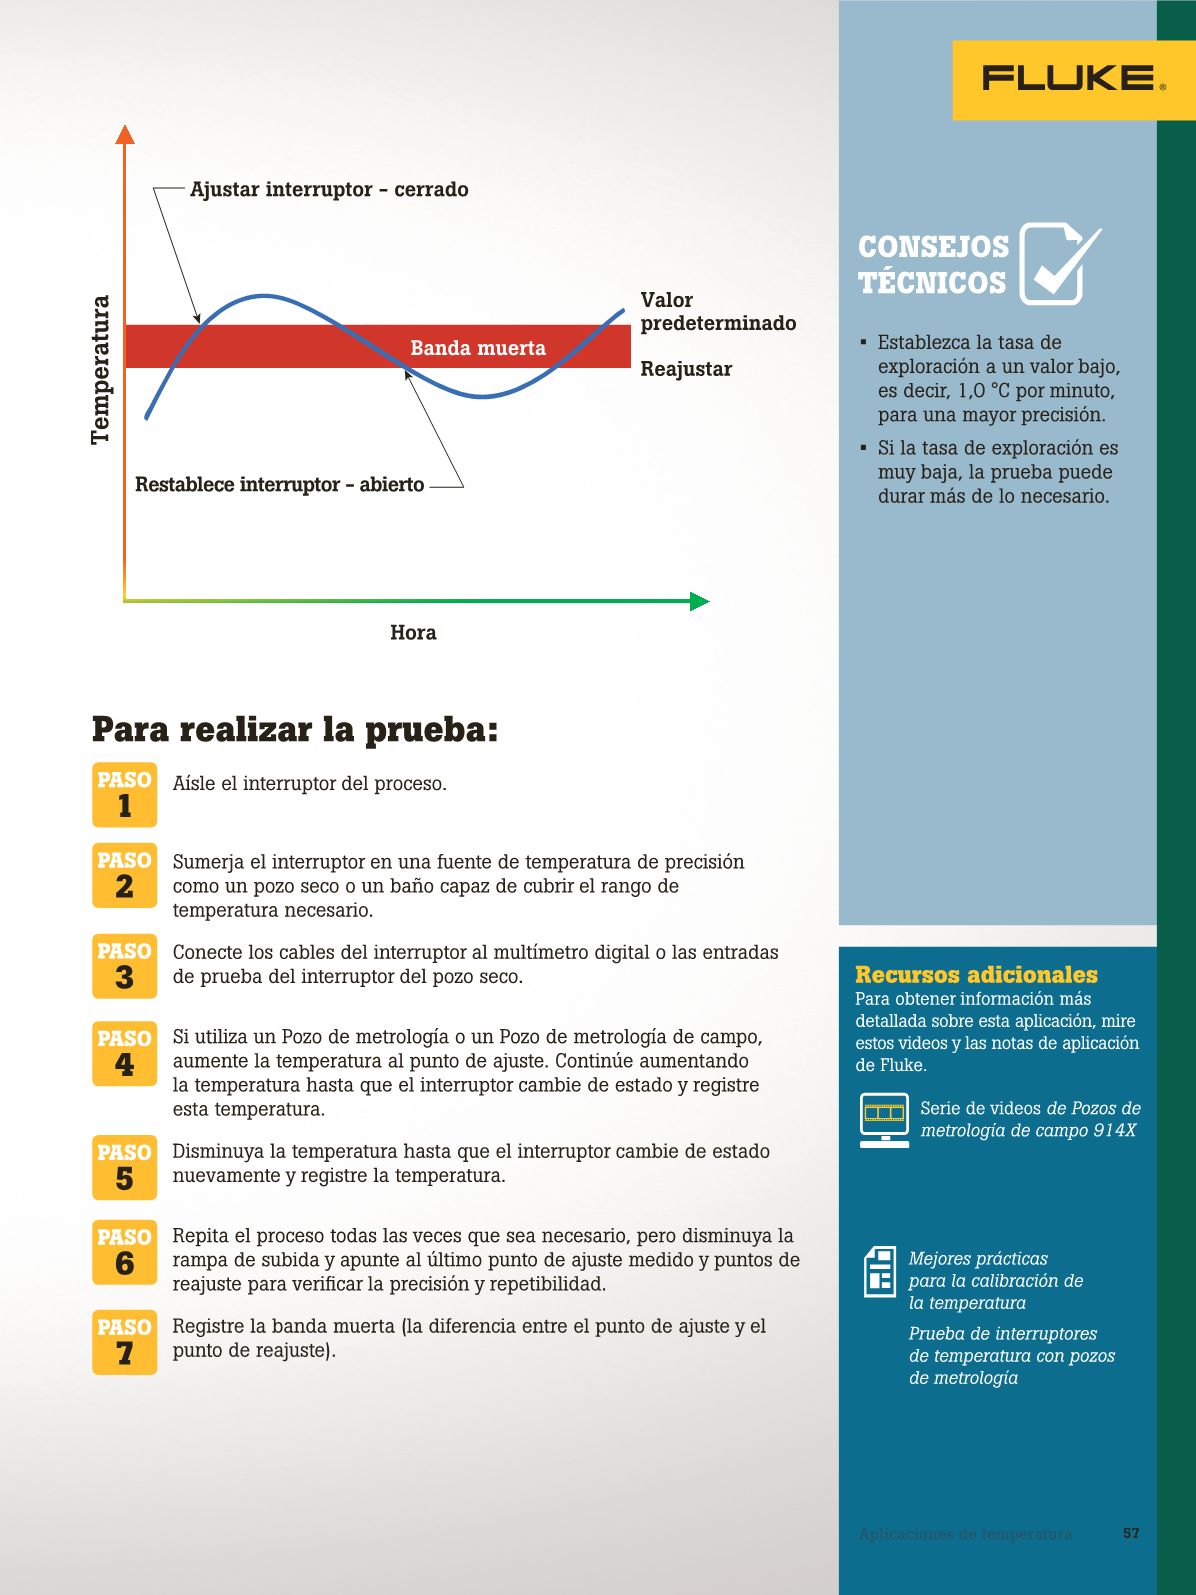 FLUKE®
Ajustar interruptor – cerrado
Temperatura
Valor
predeterminado
Banda muerta
Reajustar
Restablece interruptor – abierto
Hora
Para realizar la prueba:
PASO
1
Aísle el interruptor del proceso.
PASO
2
Sumerja el interruptor en una fuente de temperatura de precisión
como un pozo seco o un baño capaz de cubrir el rango de
temperatura necesario.
PASO
3
Conecte los cables del interruptor al multímetro digital o las entradas
de prueba del interruptor del pozo seco.
PASO
4
Si utiliza un Pozo de metrología o un Pozo de metrología de campo,
aumente la temperatura al punto de ajuste. Continúe aumentando
la temperatura hasta que el interruptor cambie de estado y registre
esta temperatura.
PASO
5
Disminuya la temperatura hasta que el interruptor cambie de estado
nuevamente y registre la temperatura.
PASO
6
Repita el proceso todas las veces que sea necesario, pero disminuya la
rampa de subida y apunte al último punto de ajuste medido y puntos de
reajuste para verificar la precisión y repetibilidad.
PASO
7
Registre la banda muerta (la diferencia entre el punto de ajuste y el
punto de reajuste).
CONSEJOS
TÉCNICOS
▪ Establezca la tasa de
exploración a un valor bajo,
es decir, 1,0 °C por minuto,
para una mayor precisión.
▪ Si la tasa de exploración es
muy baja, la prueba puede
durar más de lo necesario.
Recursos adicionales
Para obtener información más
detallada sobre esta aplicación, mire
estos videos y las notas de aplicación
de Fluke.
Serie de videos de Pozos de
metrología de campo 914X
Mejores prácticas
para la calibración de
la temperatura
Prueba de interruptores
de temperatura con pozos
de metrología
Aplicaciones de temperatura 57